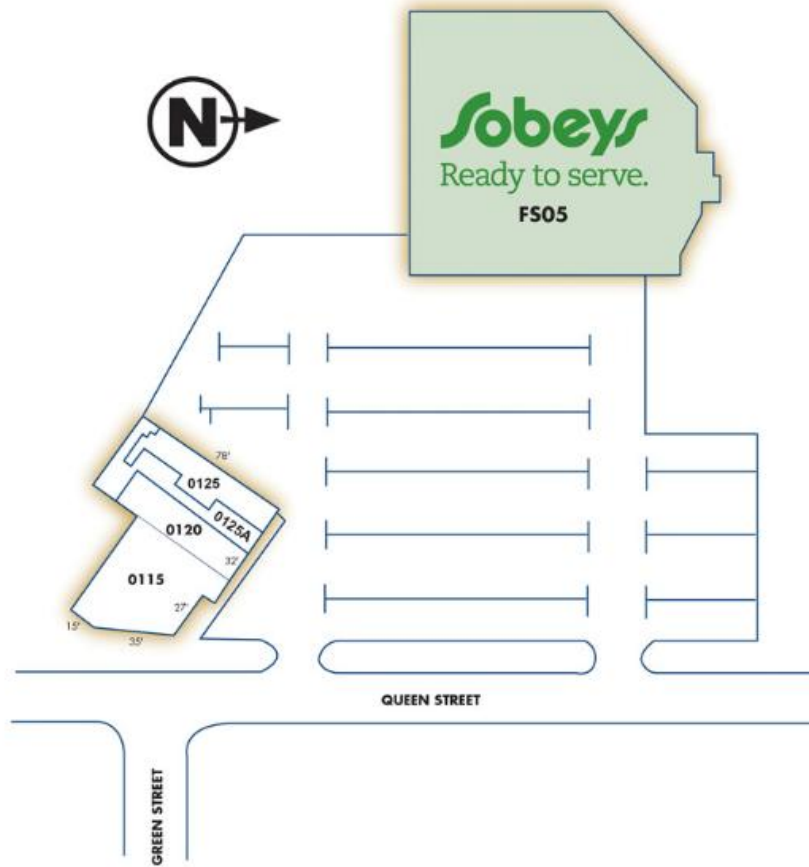 N
Sobeys
Ready to serve.
FS05
78'
0125
0125A
0120
32'
0115
27'
15'
35'
QUEEN STREET
GREEN STREET